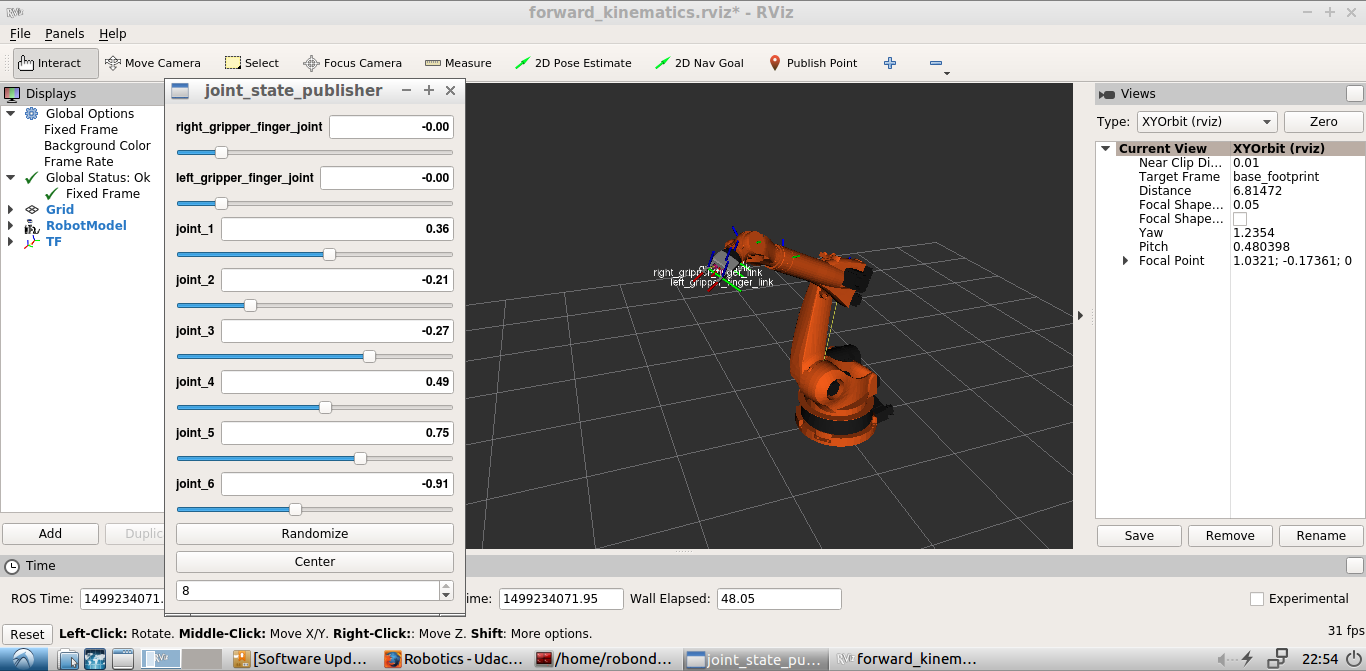 RViz
forward_kinematics.rviz* - RViz
File Panels Help
Interact Move Camera Select Focus Camera Measure 2D Pose Estimate 2D Nav Goal Publish Point
Displays
Global Options
Fixed Frame
Background Color
Frame Rate
Global Status: Ok
Fixed Frame
Grid
RobotModel
TF
Add
Duplic
joint_state_publisher
right_gripper_finger_joint -0.00
left_gripper_finger_joint -0.00
joint_1 0.36
joint_2 -0.21
joint_3 -0.27
joint_4 0.49
joint_5 0.75
joint_6 -0.91
Randomize
Center
8
left_gripper_finger_link
Views
Type: XYOrbit (rviz) Zero
Current View XYOrbit (rviz)
Near Clip Di... 0.01
Target Frame base_footprint
Distance 6.81472
Focal Shape... 0.05
Focal Shape...
Yaw 1.2354
Pitch 0.480398
Focal Point 1.0321; -0.17361; 0
Save Remove Rename
Time
ROS Time: 1499234071. ime: 1499234071.95 Wall Elapsed: 48.05 Experimental
Reset Left-Click: Rotate. Middle-Click: Move X/Y. Right-Click:: Move Z. Shift: More options. 31 fps
[Software Upd... Robotics - Udac... /home/robond... joint_state_pu... RViz forward_kinem... 22:54